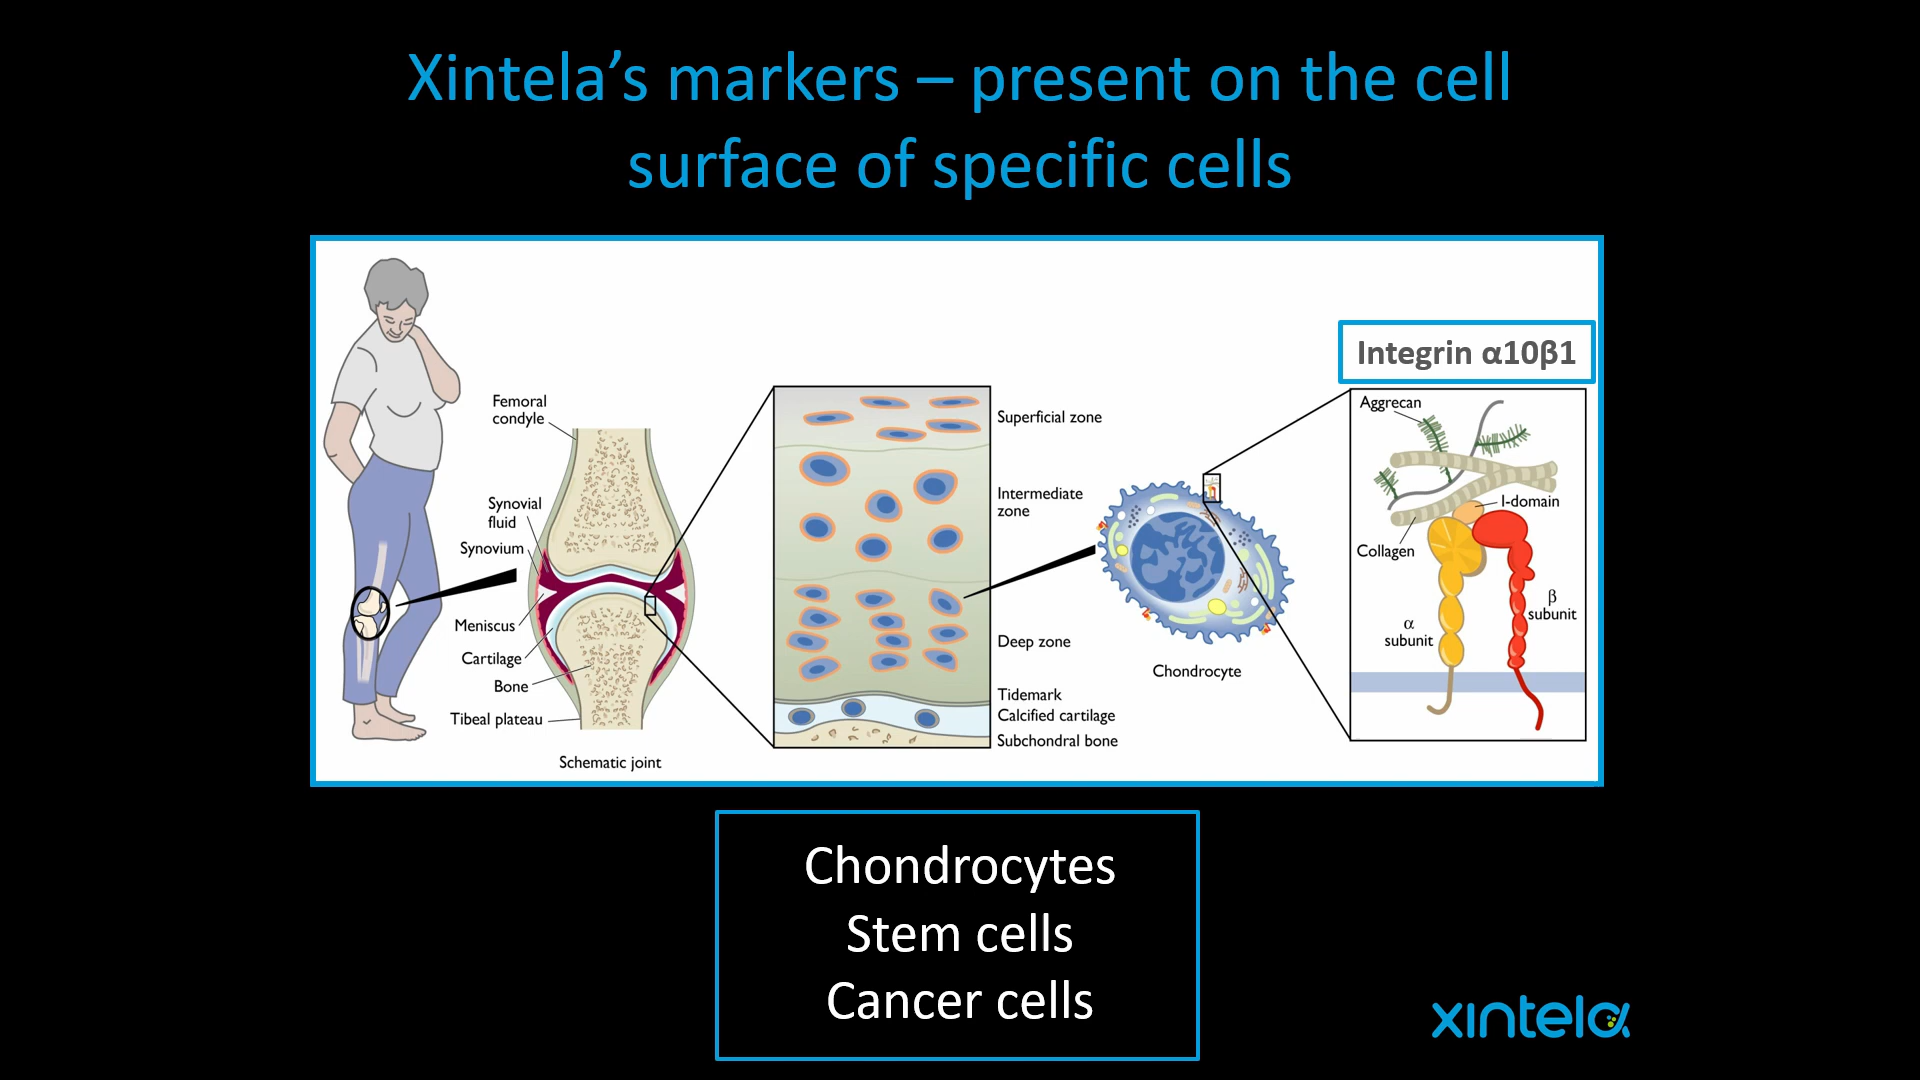 Xintela’s markers – present on the cell
surface of specific cells
Integrin α10β1
Femoral
condyle
Synovial
fluid
Synovium
Meniscus
Cartilage
Bone
Tibeal plateau
Schematic joint
Superficial zone
Intermediate
zone
Deep zone
Tidemark
Calcified cartilage
Subchondral bone
Chondrocyte
Aggrecan
I-domain
Collagen
β
subunit
α
subunit
Chondrocytes
Stem cells
Cancer cells
xintela